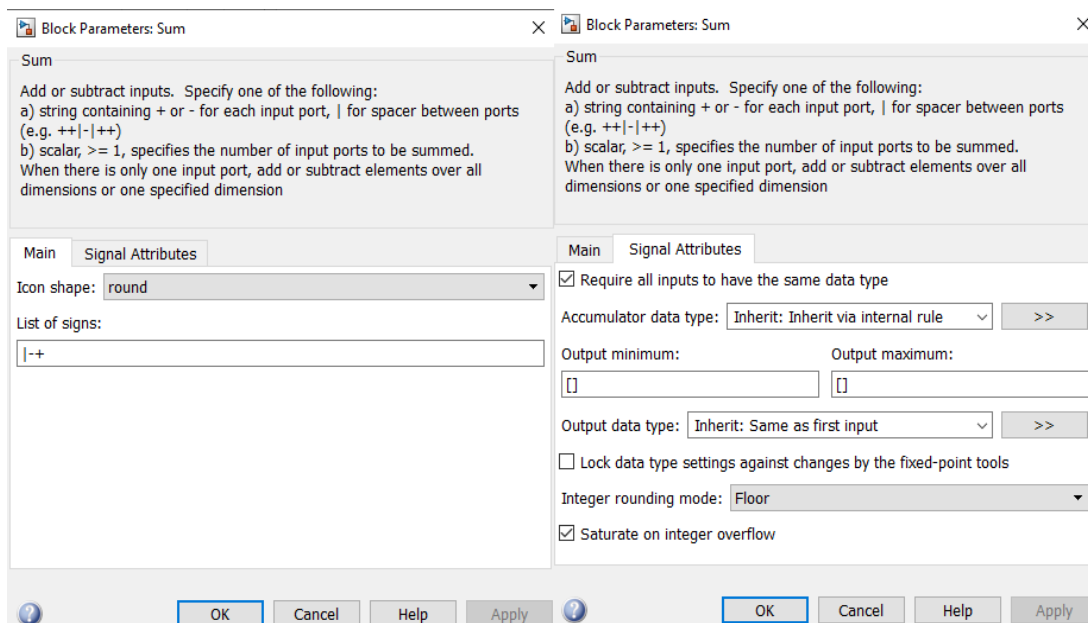 Block Parameters: Sum
Sum
Add or subtract inputs.  Specify one of the following:
a) string containing + or - for each input port, | for spacer between ports
(e.g. ++|-|++)
b) scalar, >= 1, specifies the number of input ports to be summed.
When there is only one input port, add or subtract elements over all
dimensions or one specified dimension
Main Signal Attributes
Icon shape: round
List of signs:
|-+
OK Cancel Help Apply
Block Parameters: Sum
Sum
Add or subtract inputs.  Specify one of the following:
a) string containing + or - for each input port, | for spacer between ports
(e.g. ++|-|++)
b) scalar, >= 1, specifies the number of input ports to be summed.
When there is only one input port, add or subtract elements over all
dimensions or one specified dimension
Main Signal Attributes
Require all inputs to have the same data type
Accumulator data type: Inherit: Inherit via internal rule >>
Output minimum: Output maximum:
[] []
Output data type: Inherit: Same as first input >>
Lock data type settings against changes by the fixed-point tools
Integer rounding mode: Floor
Saturate on integer overflow
OK Cancel Help Apply